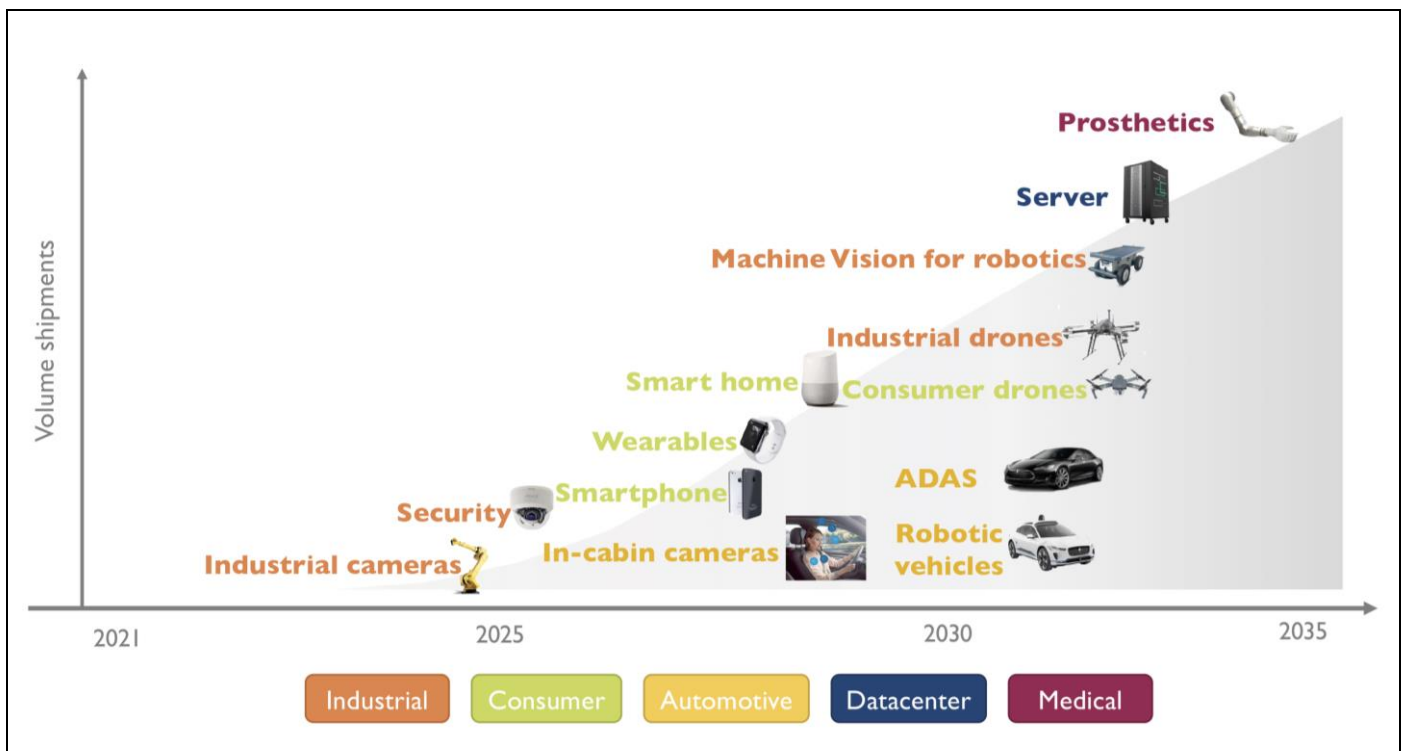 Volume shipments
Prosthetics
Server
Machine Vision for robotics
Industrial drones
Smart home
Consumer drones
Wearables
ADAS
Smartphone
Security
Robotic
vehicles
In-cabin cameras
Industrial cameras
2021
2025
2030
2035
Industrial
Consumer
Automotive
Datacenter
Medical